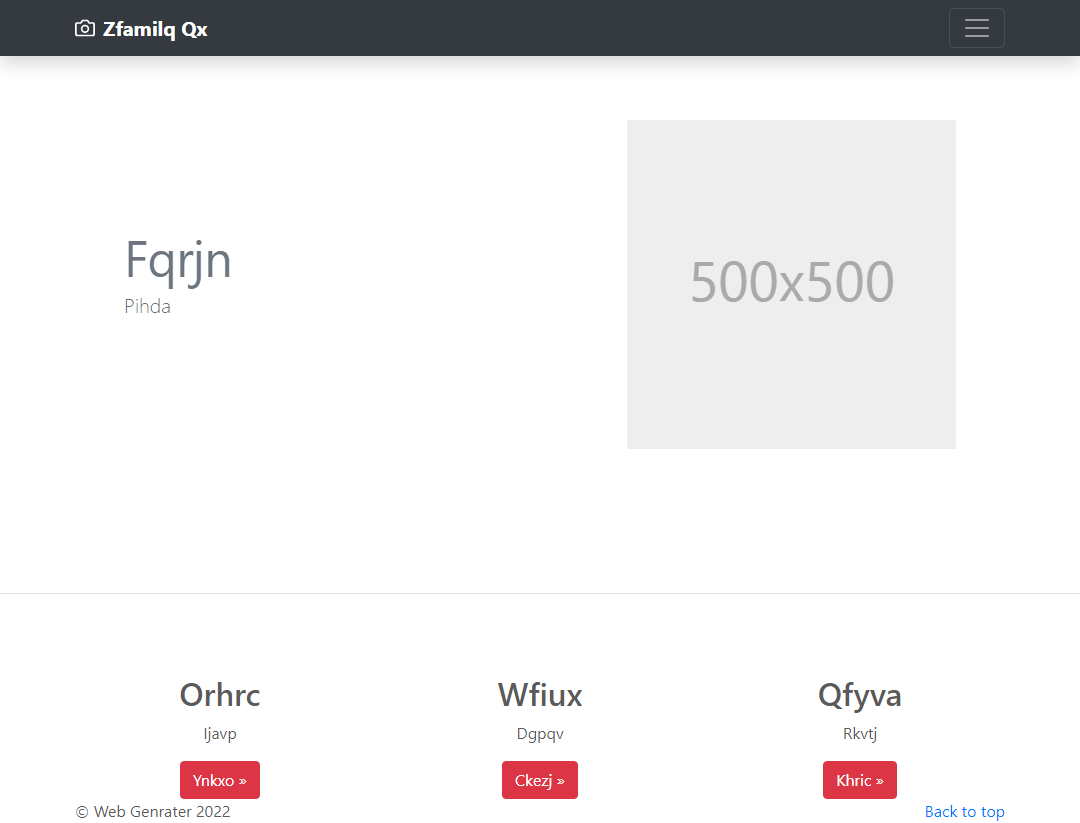 Zfamilq Qx
Fqrjn
Pihda
500x500
Orhrc
Ijavp
Ynkxo »
Wfiux
Dgpqv
Ckezj »
Qfyva
Rkvtj
Khric »
© Web Genrater 2022
Back to top